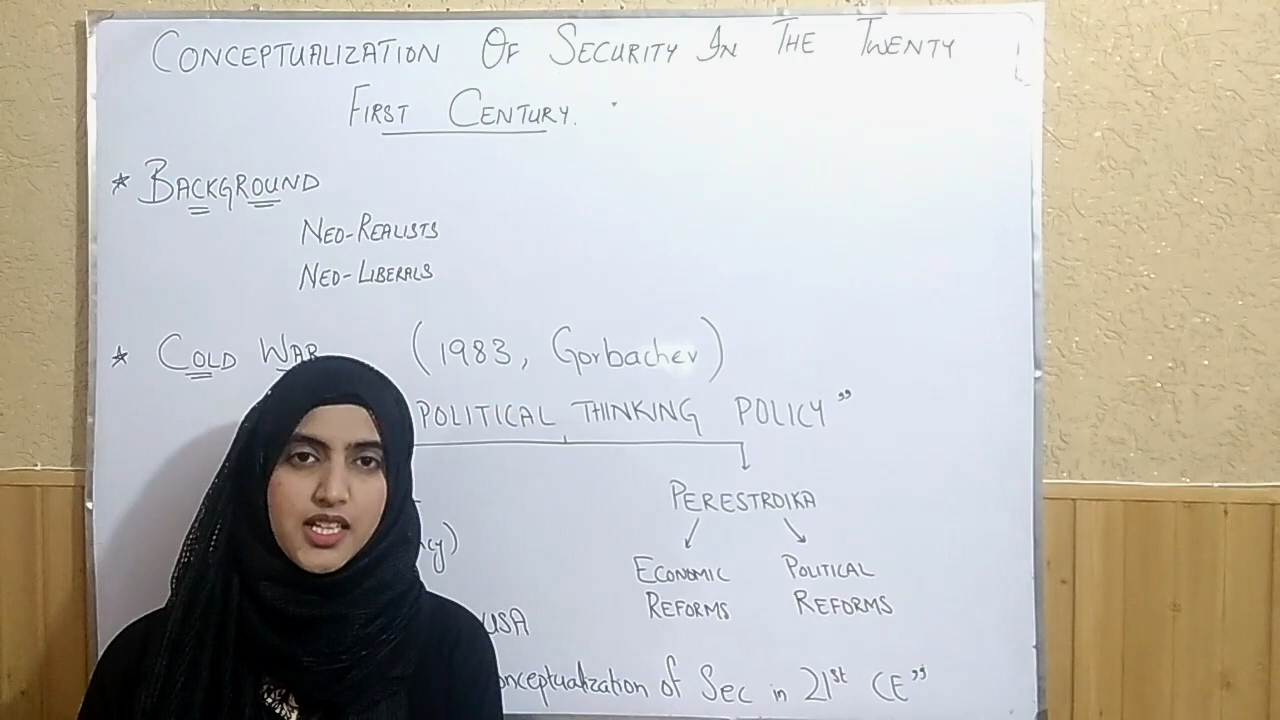 CONCEPTUALIZATION OF SECURITY IN THE TWENTY
FIRST CENTURY.
* BACKGROUND
NEO-REALISTS
NEO-LIBERALS
* COLD WAR (1983, Gorbachev)
POLITICAL THINKING POLICY”
PERESTROIKA
ECONOMIC REFORMS
POLITICAL REFORMS
USA
of Sec in 21st CE”